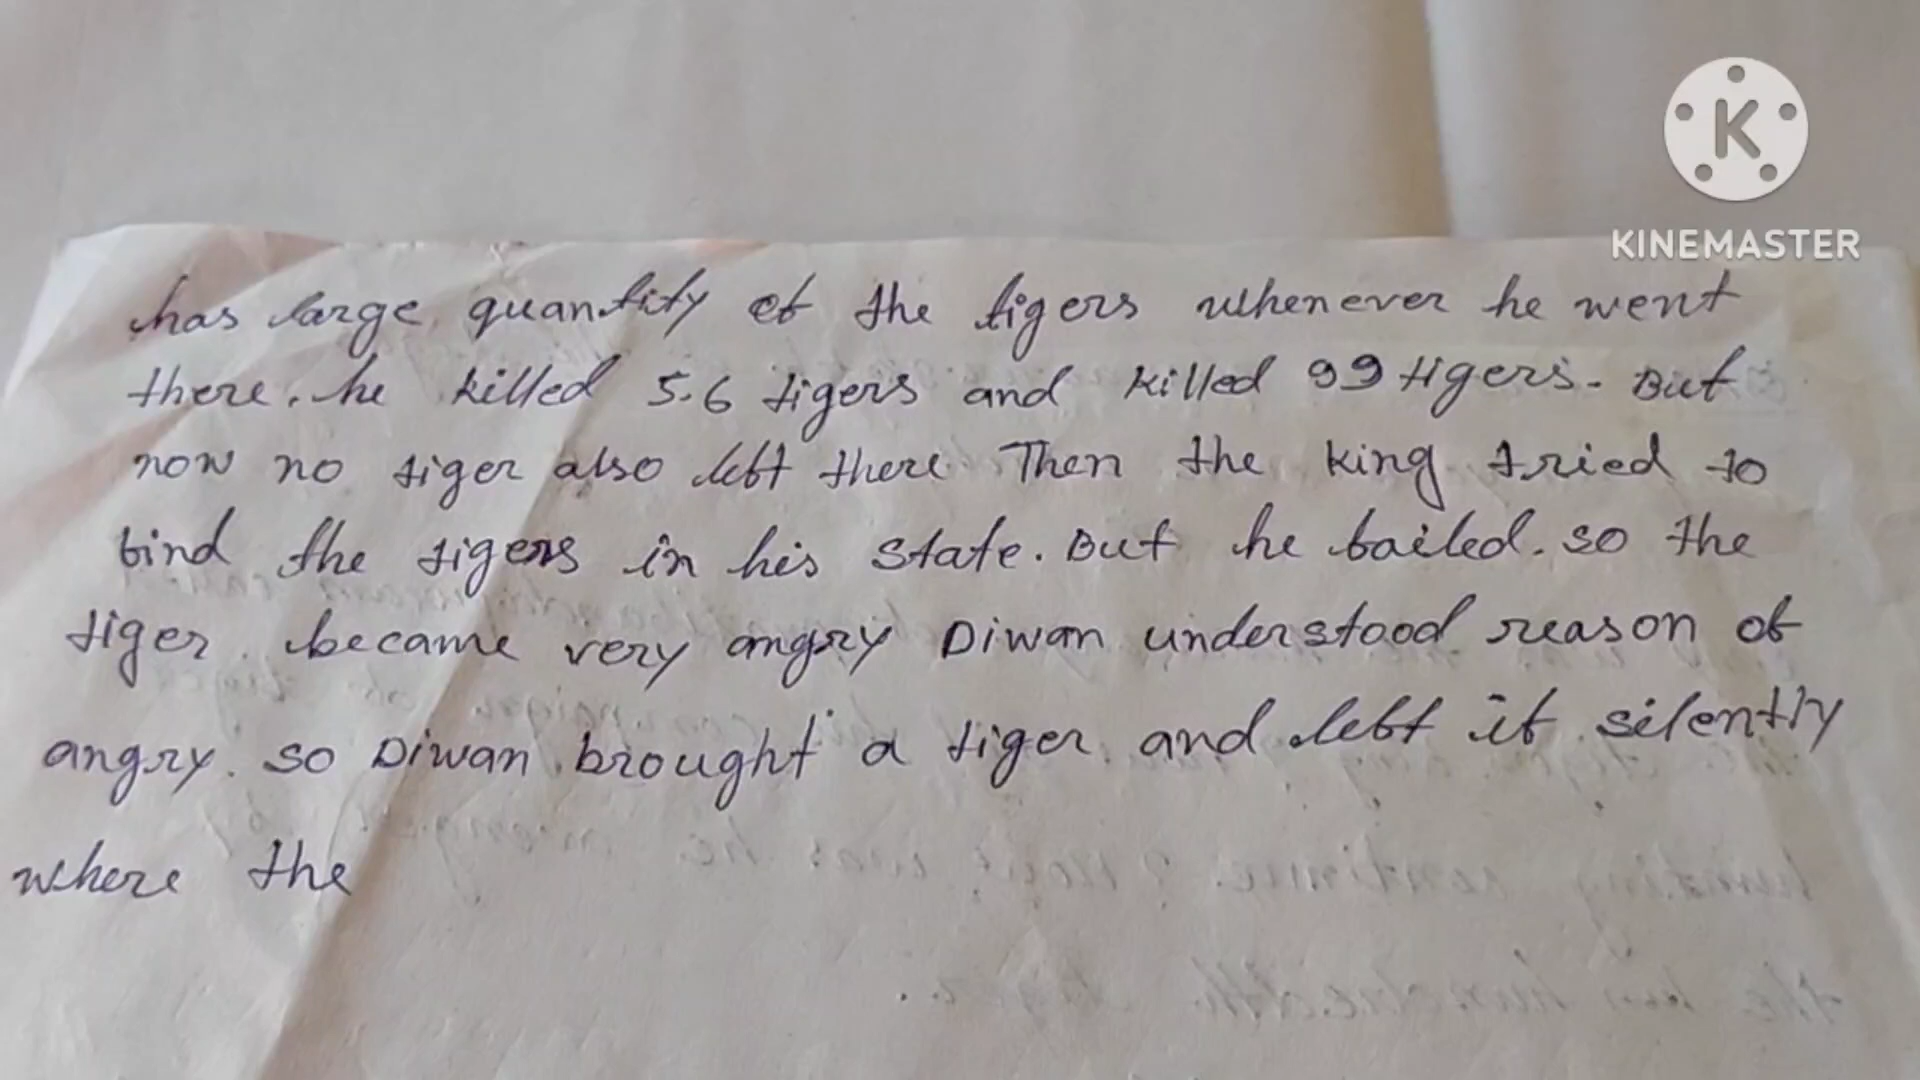 KINEMASTER
has large quantity of the tigers whenever he went
there. he killed 5.6 tigers and killed 99 tigers. But
now no tiger also left there Then the king tried to
find the tigers in his state. But he failed. so the
tiger became very angry Diwan understood reason of
angry. so Diwan brought a tiger and left it silently
where the